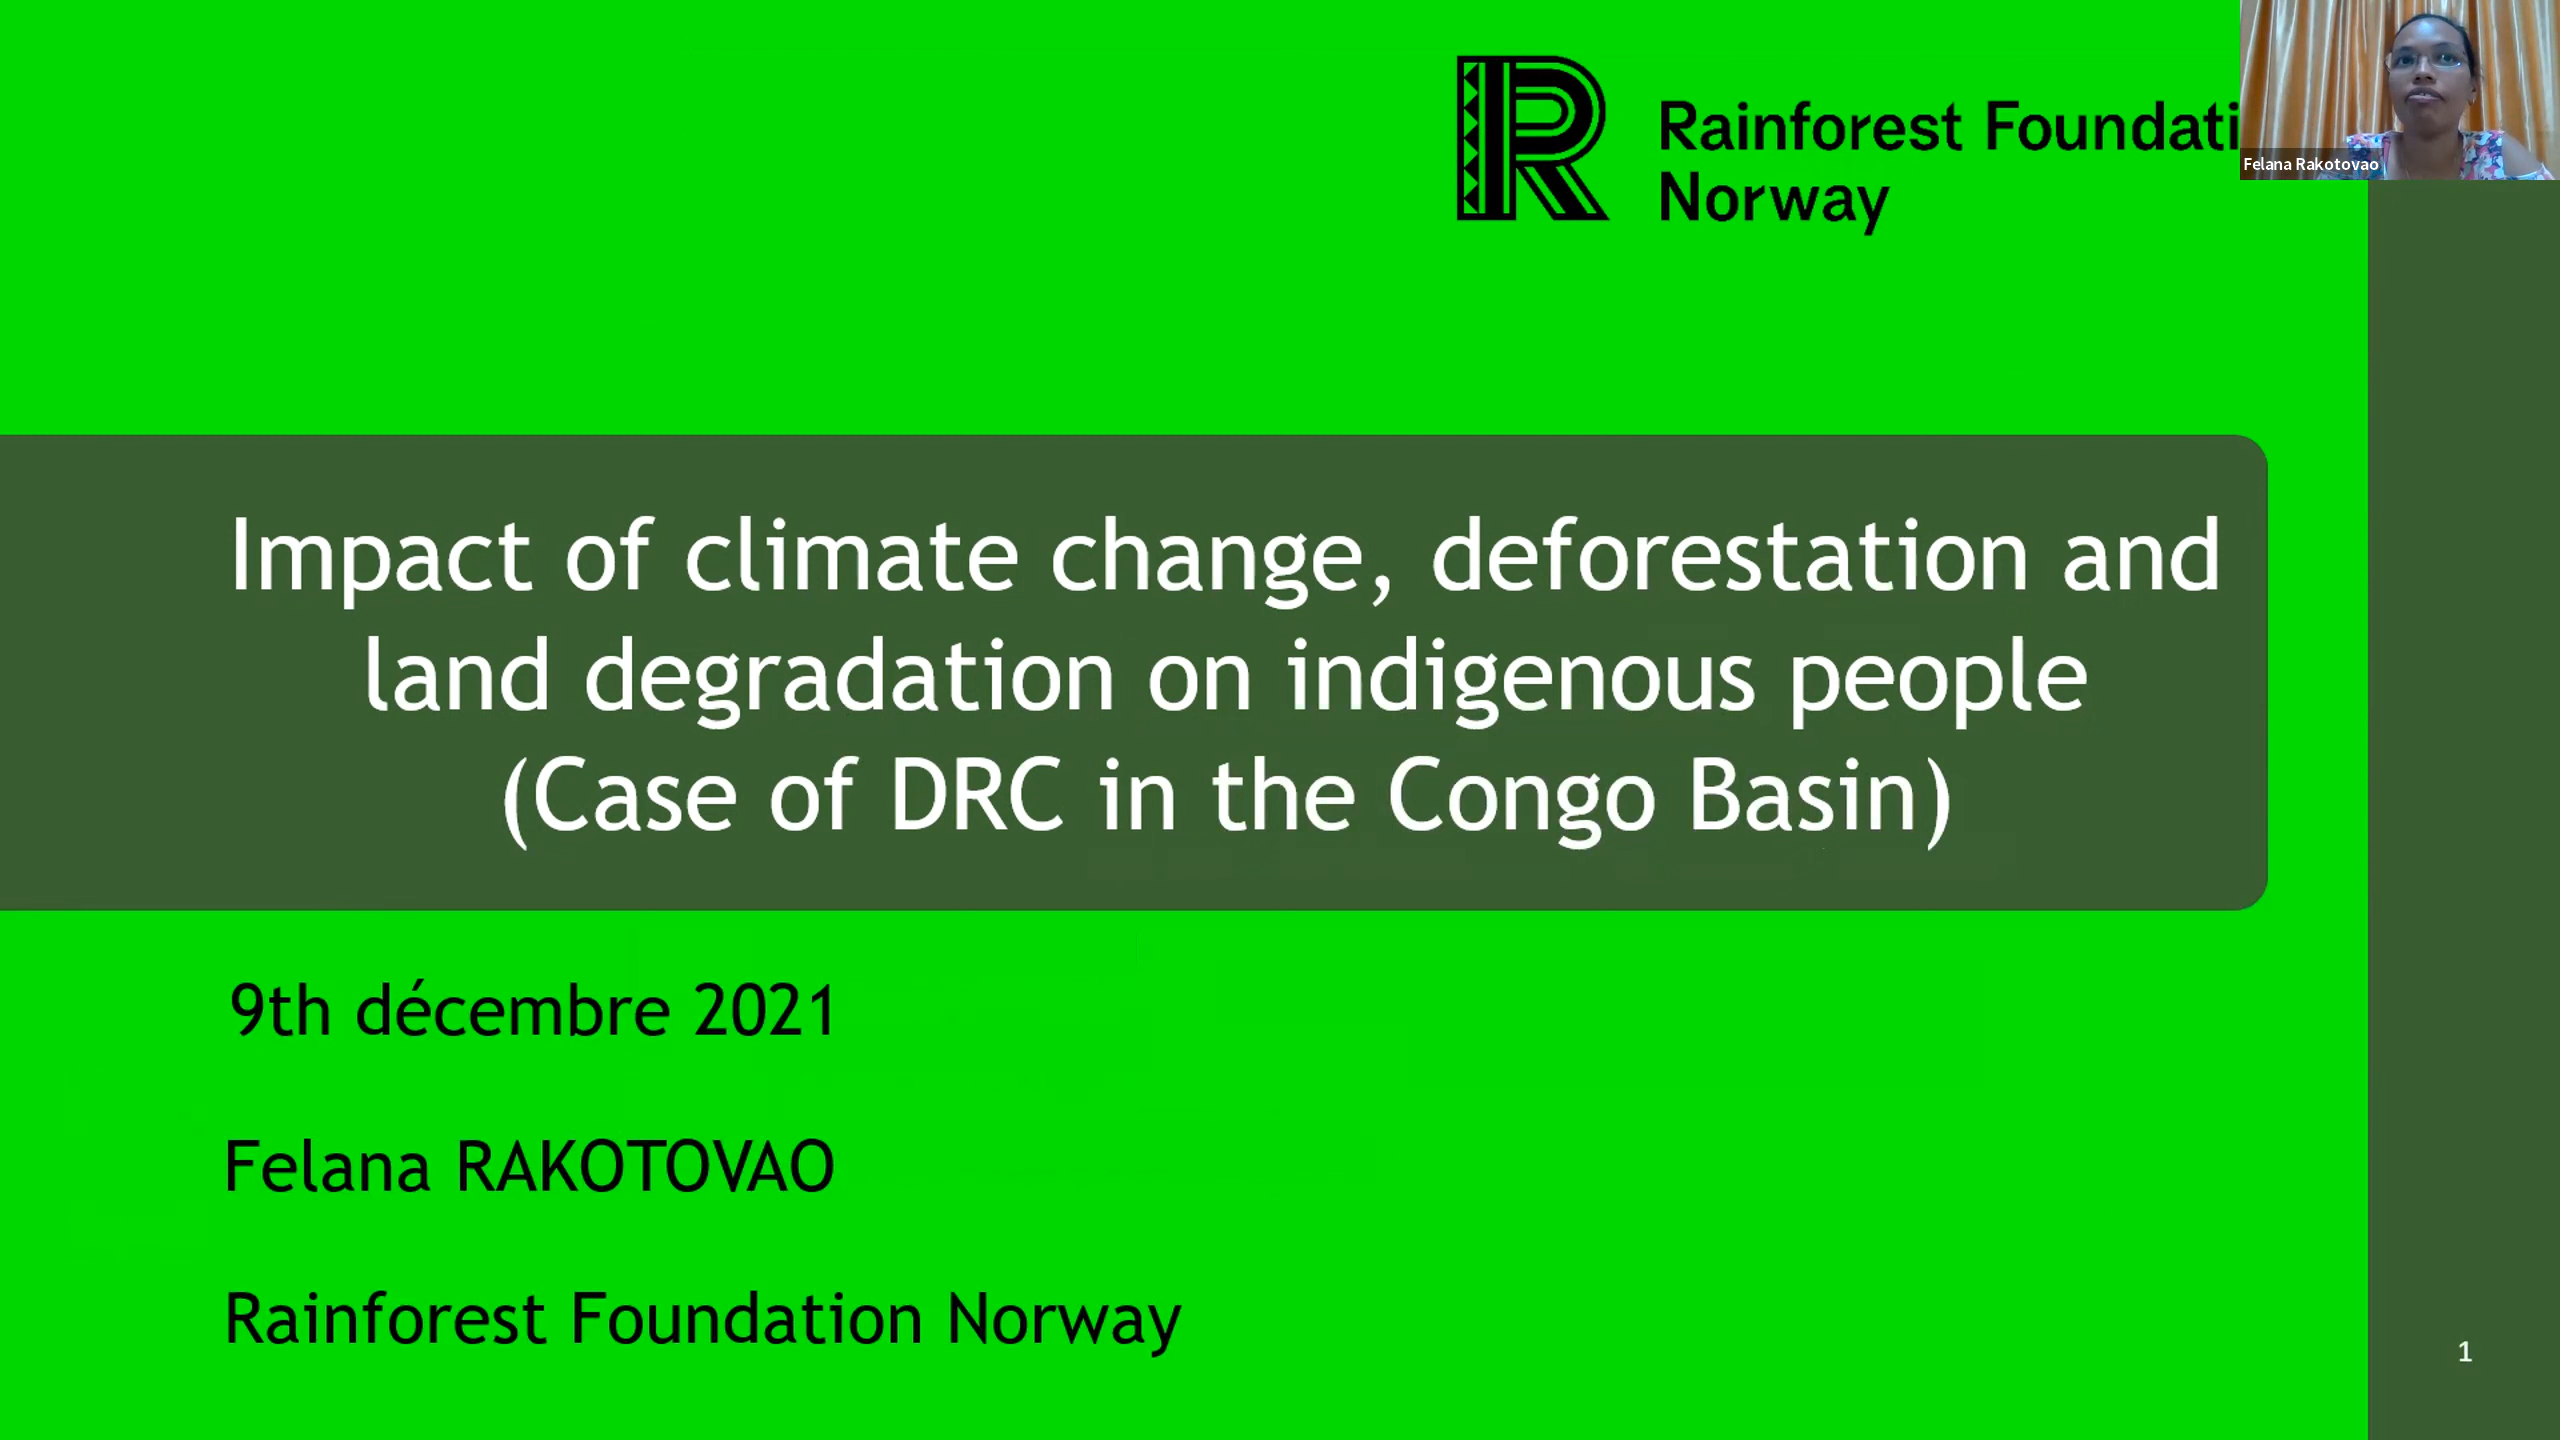 Rainforest Foundati
Norway
Felana Rakotovao
Impact of climate change, deforestation and
land degradation on indigenous people
(Case of DRC in the Congo Basin)
9th décembre 2021
Felana RAKOTOVAO
Rainforest Foundation Norway
1